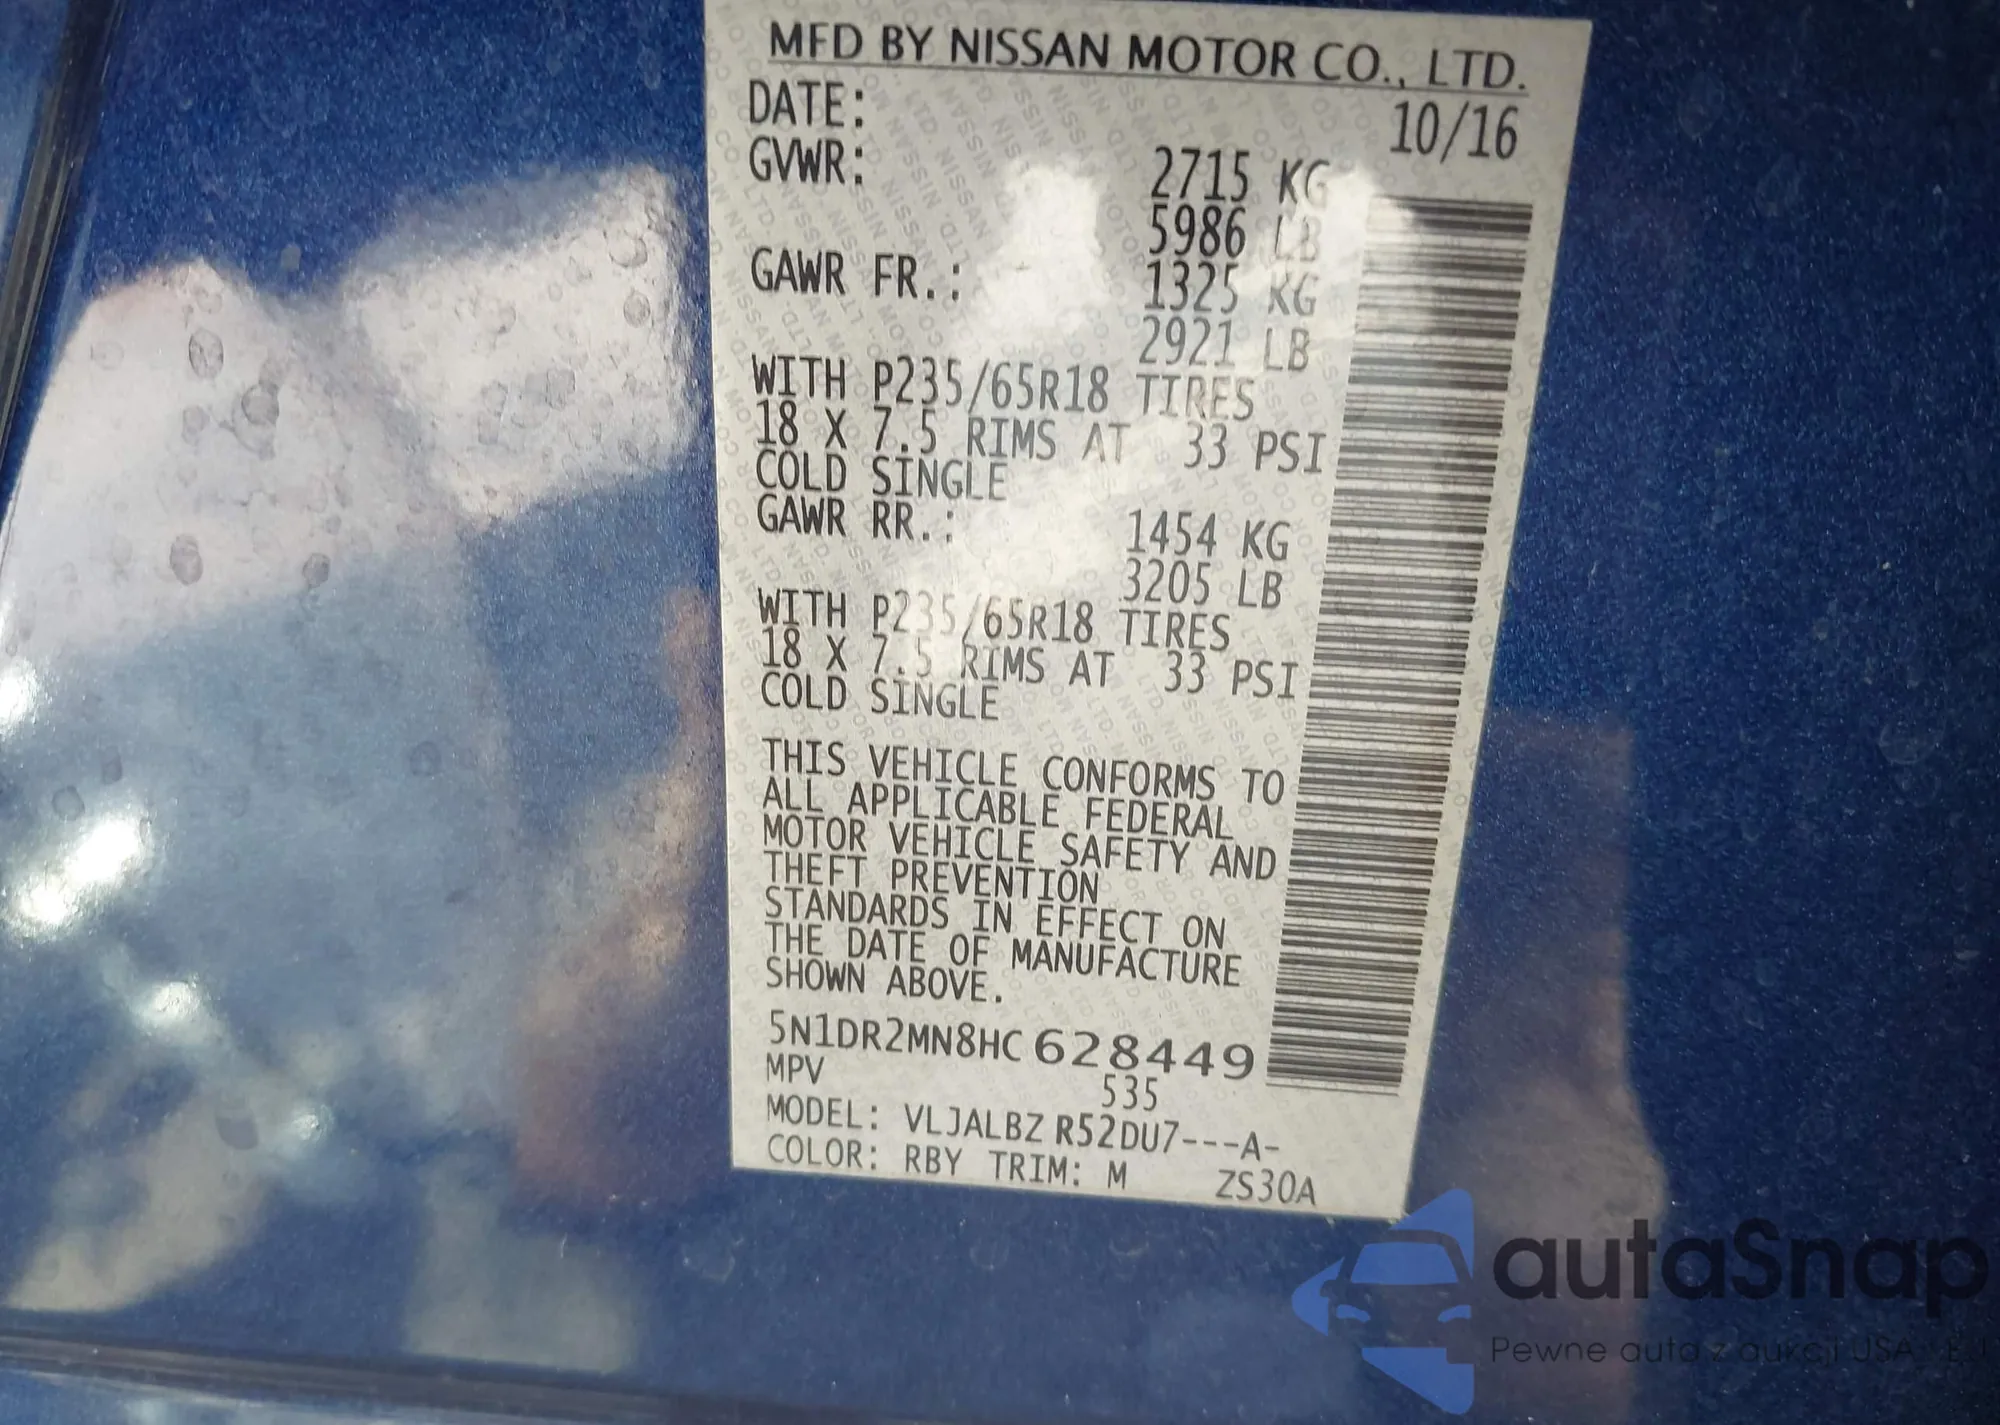 MFD BY NISSAN MOTOR CO., LTD.
DATE: 10/16
GVWR: 2715 KG
5986 LB
GAWR FR.: 1325 KG
2921 LB
WITH P235/65R18 TIRES
18 X 7.5 RIMS AT 33 PSI
COLD SINGLE
GAWR RR.: 1454 KG
3205 LB
WITH P235/65R18 TIRES
18 X 7.5 RIMS AT 33 PSI
COLD SINGLE
THIS VEHICLE CONFORMS TO
ALL APPLICABLE FEDERAL
MOTOR VEHICLE SAFETY AND
THEFT PREVENTION
STANDARDS IN EFFECT ON
THE DATE OF MANUFACTURE
SHOWN ABOVE.
5N1DR2MN8HC628449
MPV 535
MODEL: VLJALBZ R52DU7---A-
COLOR: RBY TRIM: M ZS30A
autaSnap
Pewne auta z aukcji USA